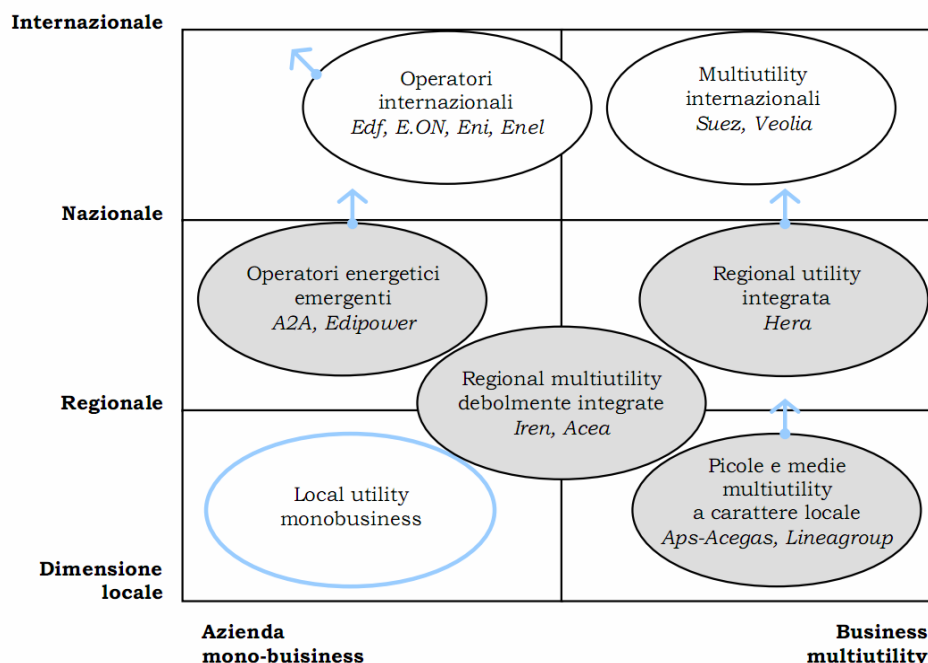 Internazionale
Operatori
internazionali
Edf, E.ON, Eni, Enel
Multiutility
internazionali
Suez, Veolia
Nazionale
Operatori energetici
emergenti
A2A, Edipower
Regional utility
integrata
Hera
Regionale
Regional multiutility
debolmente integrate
Iren, Acea
Local utility
monobusiness
Picole e medie
multiutility
a carattere locale
Aps-Acegas, Lineagroup
Dimensione
locale
Azienda
mono-buisiness
Business
multiutility